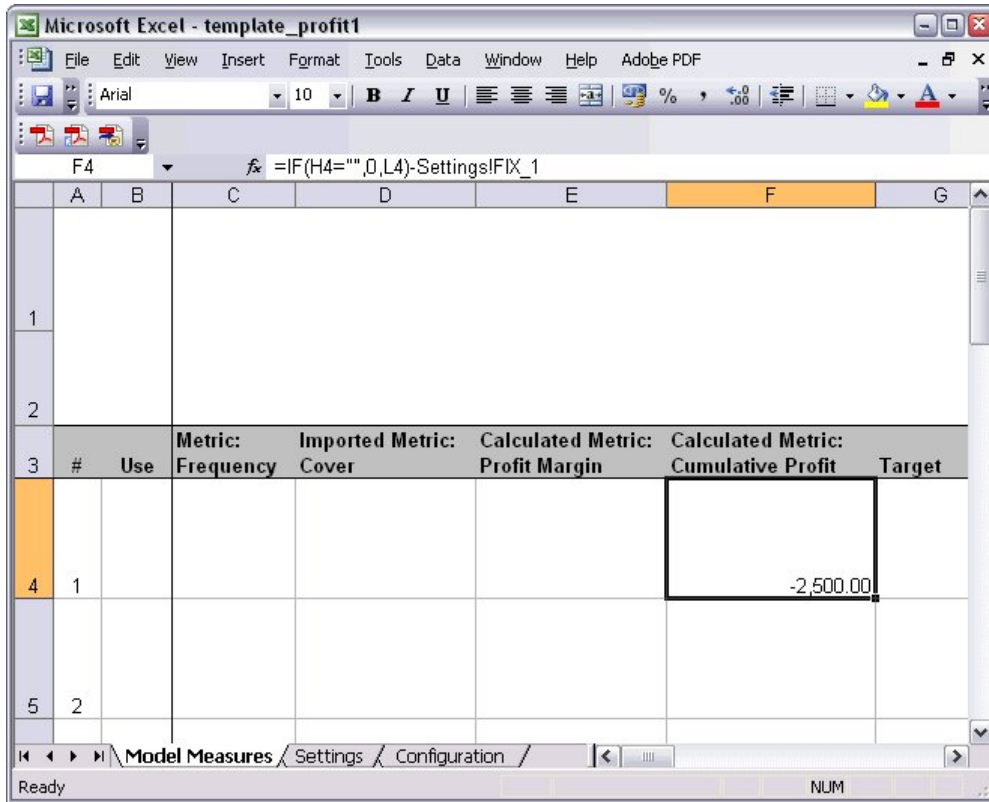 Microsoft Excel - template_profit1
File Edit View Insert Format Tools Data Window Help Adobe PDF
Arial 10 B I U % ,
F4 fx =IF(H4="",0,L4)-Settings!FIX_1
A B C D E F G
1
2
3 # Use Metric: Frequency Imported Metric: Cover Calculated Metric: Profit Margin Calculated Metric: Cumulative Profit Target
4 1 -2,500.00
5 2
Model Measures Settings Configuration
Ready NUM